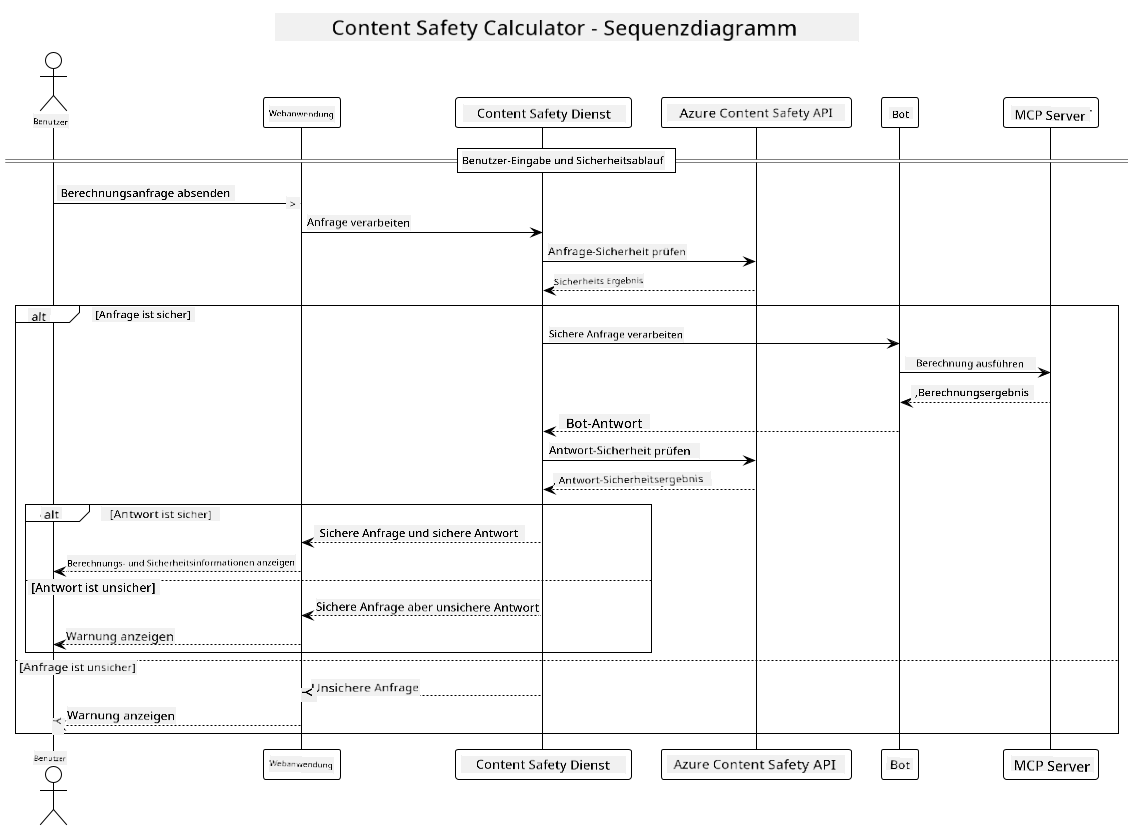 Content Safety Calculator - Sequenzdiagramm
Benutzer
Webanwendung
Content Safety Dienst
Azure Content Safety API
Bot
MCP Server
Benutzer-Eingabe und Sicherheitsablauf
Berechnungsanfrage absenden
Anfrage verarbeiten
Anfrage-Sicherheit prüfen
Sicherheits Ergebnis
alt
[Anfrage ist sicher]
Sichere Anfrage verarbeiten
Berechnung ausführen
,Berechnungsergebnis
Bot-Antwort
Antwort-Sicherheit prüfen
Antwort-Sicherheitsergebnis
alt
[Antwort ist sicher]
Sichere Anfrage und sichere Antwort
Berechnungs- und Sicherheitsinformationen anzeigen
[Antwort ist unsicher]
Sichere Anfrage aber unsichere Antwort
Warnung anzeigen
[Anfrage ist unsicher]
Unsichere Anfrage
Warnung anzeigen
Benutzer
Webanwendung
Content Safety Dienst
Azure Content Safety API
Bot
MCP Server